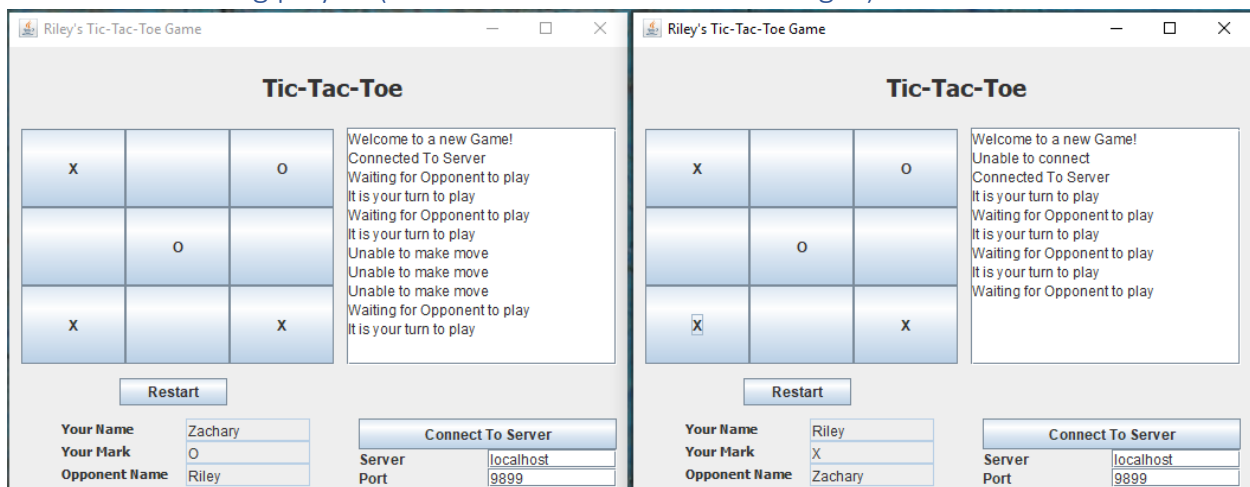 Riley's Tic-Tac-Toe Game
Tic-Tac-Toe
X O
O
X X
Welcome to a new Game!
Connected To Server
Waiting for Opponent to play
It is your turn to play
Waiting for Opponent to play
It is your turn to play
Unable to make move
Unable to make move
Unable to make move
Waiting for Opponent to play
It is your turn to play
Restart
Your Name Zachary
Your Mark O
Opponent Name Riley
Connect To Server
Server localhost
Port 9899
Riley's Tic-Tac-Toe Game
Tic-Tac-Toe
X O
O
X X
Welcome to a new Game!
Unable to connect
Connected To Server
It is your turn to play
Waiting for Opponent to play
It is your turn to play
Waiting for Opponent to play
It is your turn to play
Waiting for Opponent to play
Restart
Your Name Riley
Your Mark X
Opponent Name Zachary
Connect To Server
Server localhost
Port 9899